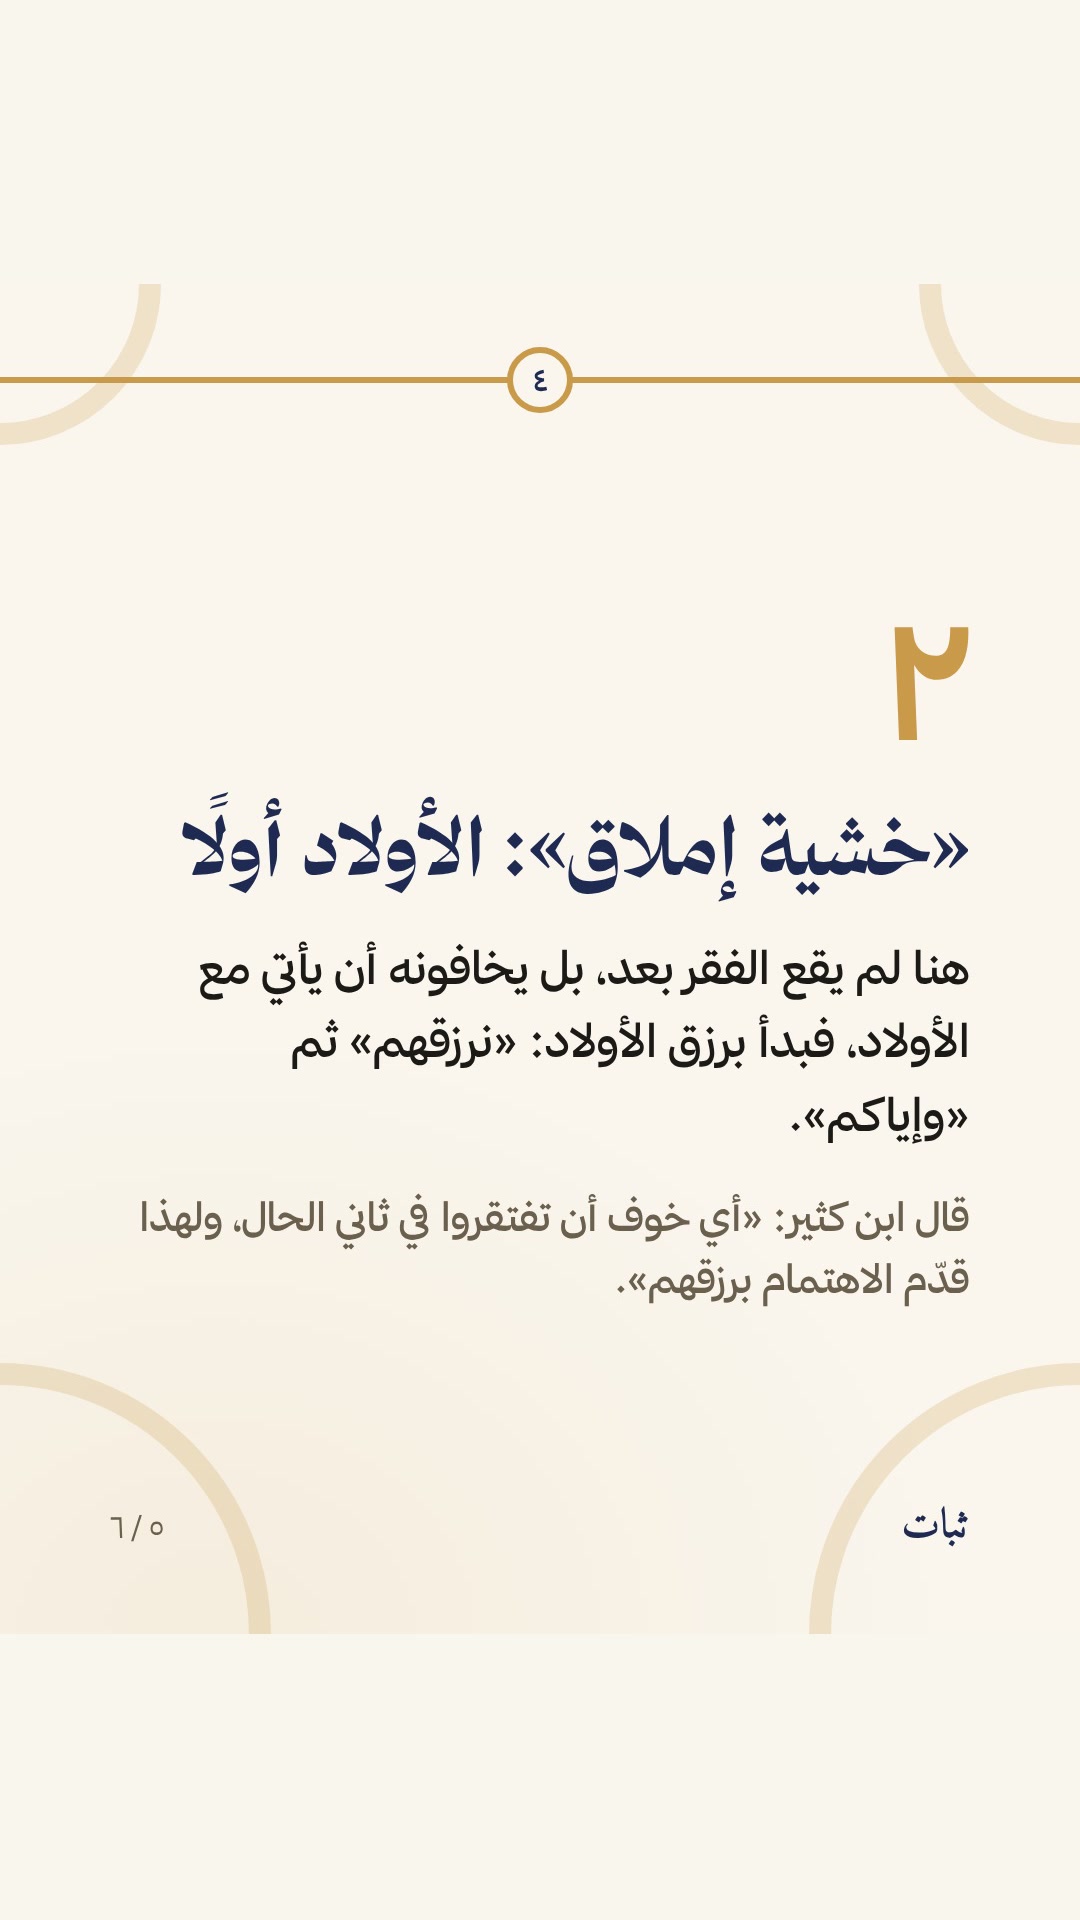 ٤
٢
«خشية إملاق»: الأولاد أولًا
هنا لم يقع الفقر بعد، بل يخافونه أن يأتي مع
الأولاد، فبدأ برزق الأولاد: «نرزقهم» ثم
«وإياكم».
قال ابن كثير: «أي خوف أن تفتقروا في ثاني الحال، ولهذا
قدّم الاهتمام برزقهم».
ثبات
٥ / ٦